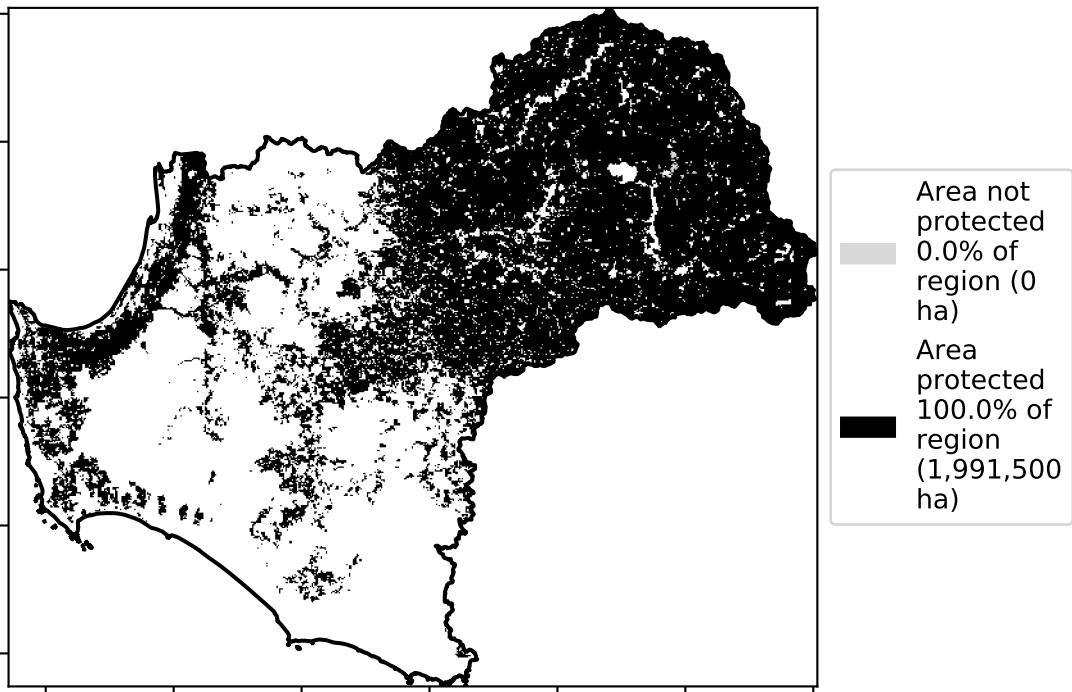 Area not
protected
0.0% of
region (0
ha)
Area
protected
100.0% of
region
(1,991,500
ha)